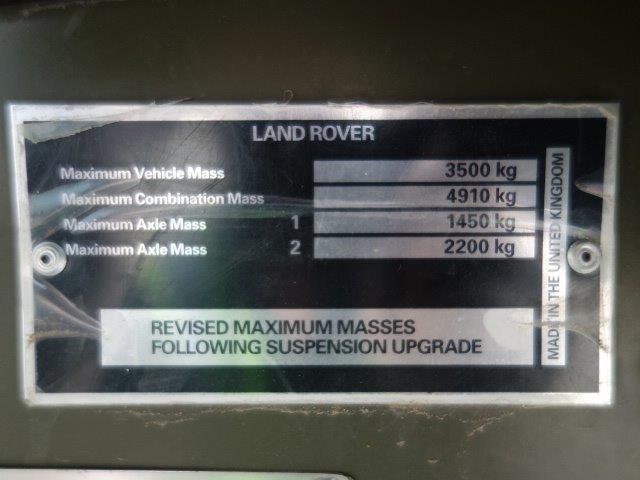 LAND ROVER
Maximum Vehicle Mass 3500 kg
Maximum Combination Mass 4910 kg
Maximum Axle Mass 1 1450 kg
Maximum Axle Mass 2 2200 kg
MADE IN THE UNITED KINGDOM
REVISED MAXIMUM MASSES
FOLLOWING SUSPENSION UPGRADE